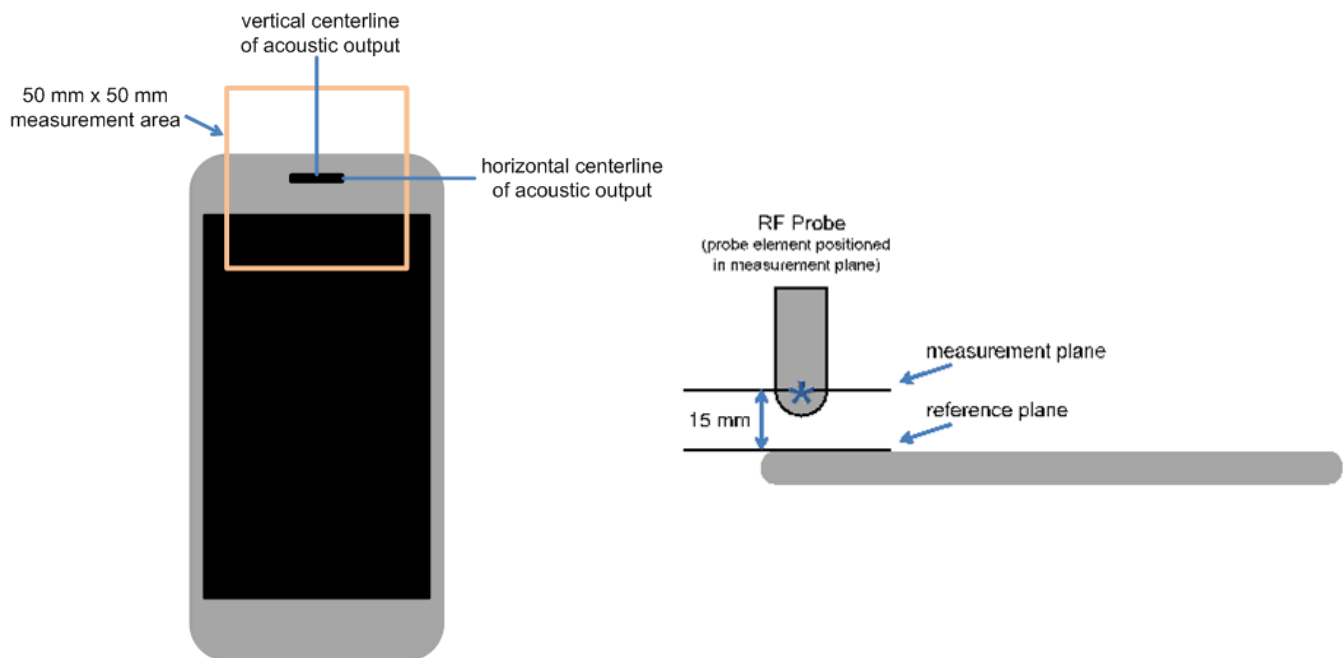 vertical centerline
of acoustic output
50 mm x 50 mm
measurement area
horizontal centerline
of acoustic output
RF Probe
(probe element positioned
in measurement plane)
measurement plane
15 mm
reference plane